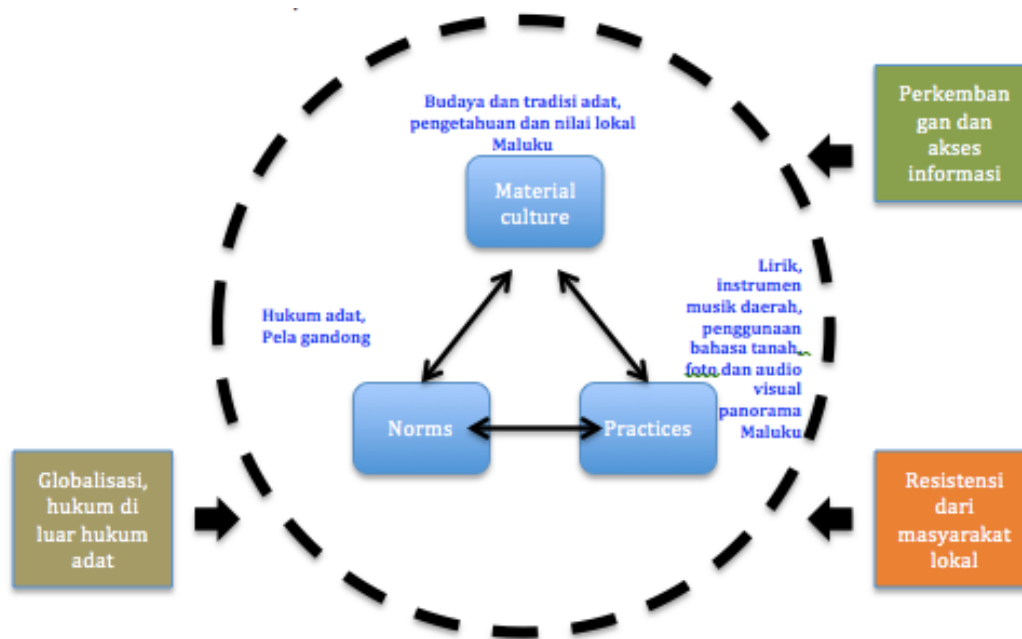 Budaya dan tradisi adat,
pengetahuan dan nilai lokal
Maluku
Material
culture
Perkemban
gan dan
akses
informasi
Hukum adat,
Pela gandong
Lirik,
instrumen
musik daerah,
penggunaan
bahasa tanah,
foto dan audio
visual
panorama
Maluku
Norms
Practices
Globalisasi,
hukum di
luar hukum
adat
Resistensi
dari
masyarakat
lokal